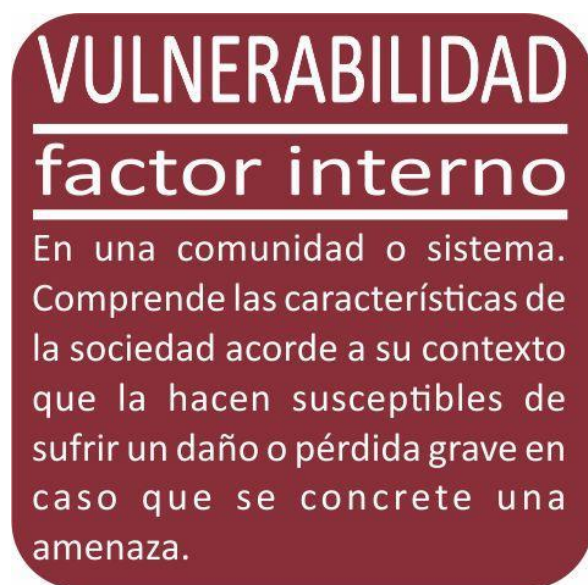 VULNERABILIDAD
factor interno
En una comunidad o sistema.
Comprende las características de
la sociedad acorde a su contexto
que la hacen susceptibles de
sufrir un daño o pérdida grave en
caso que se concrete una
amenaza.